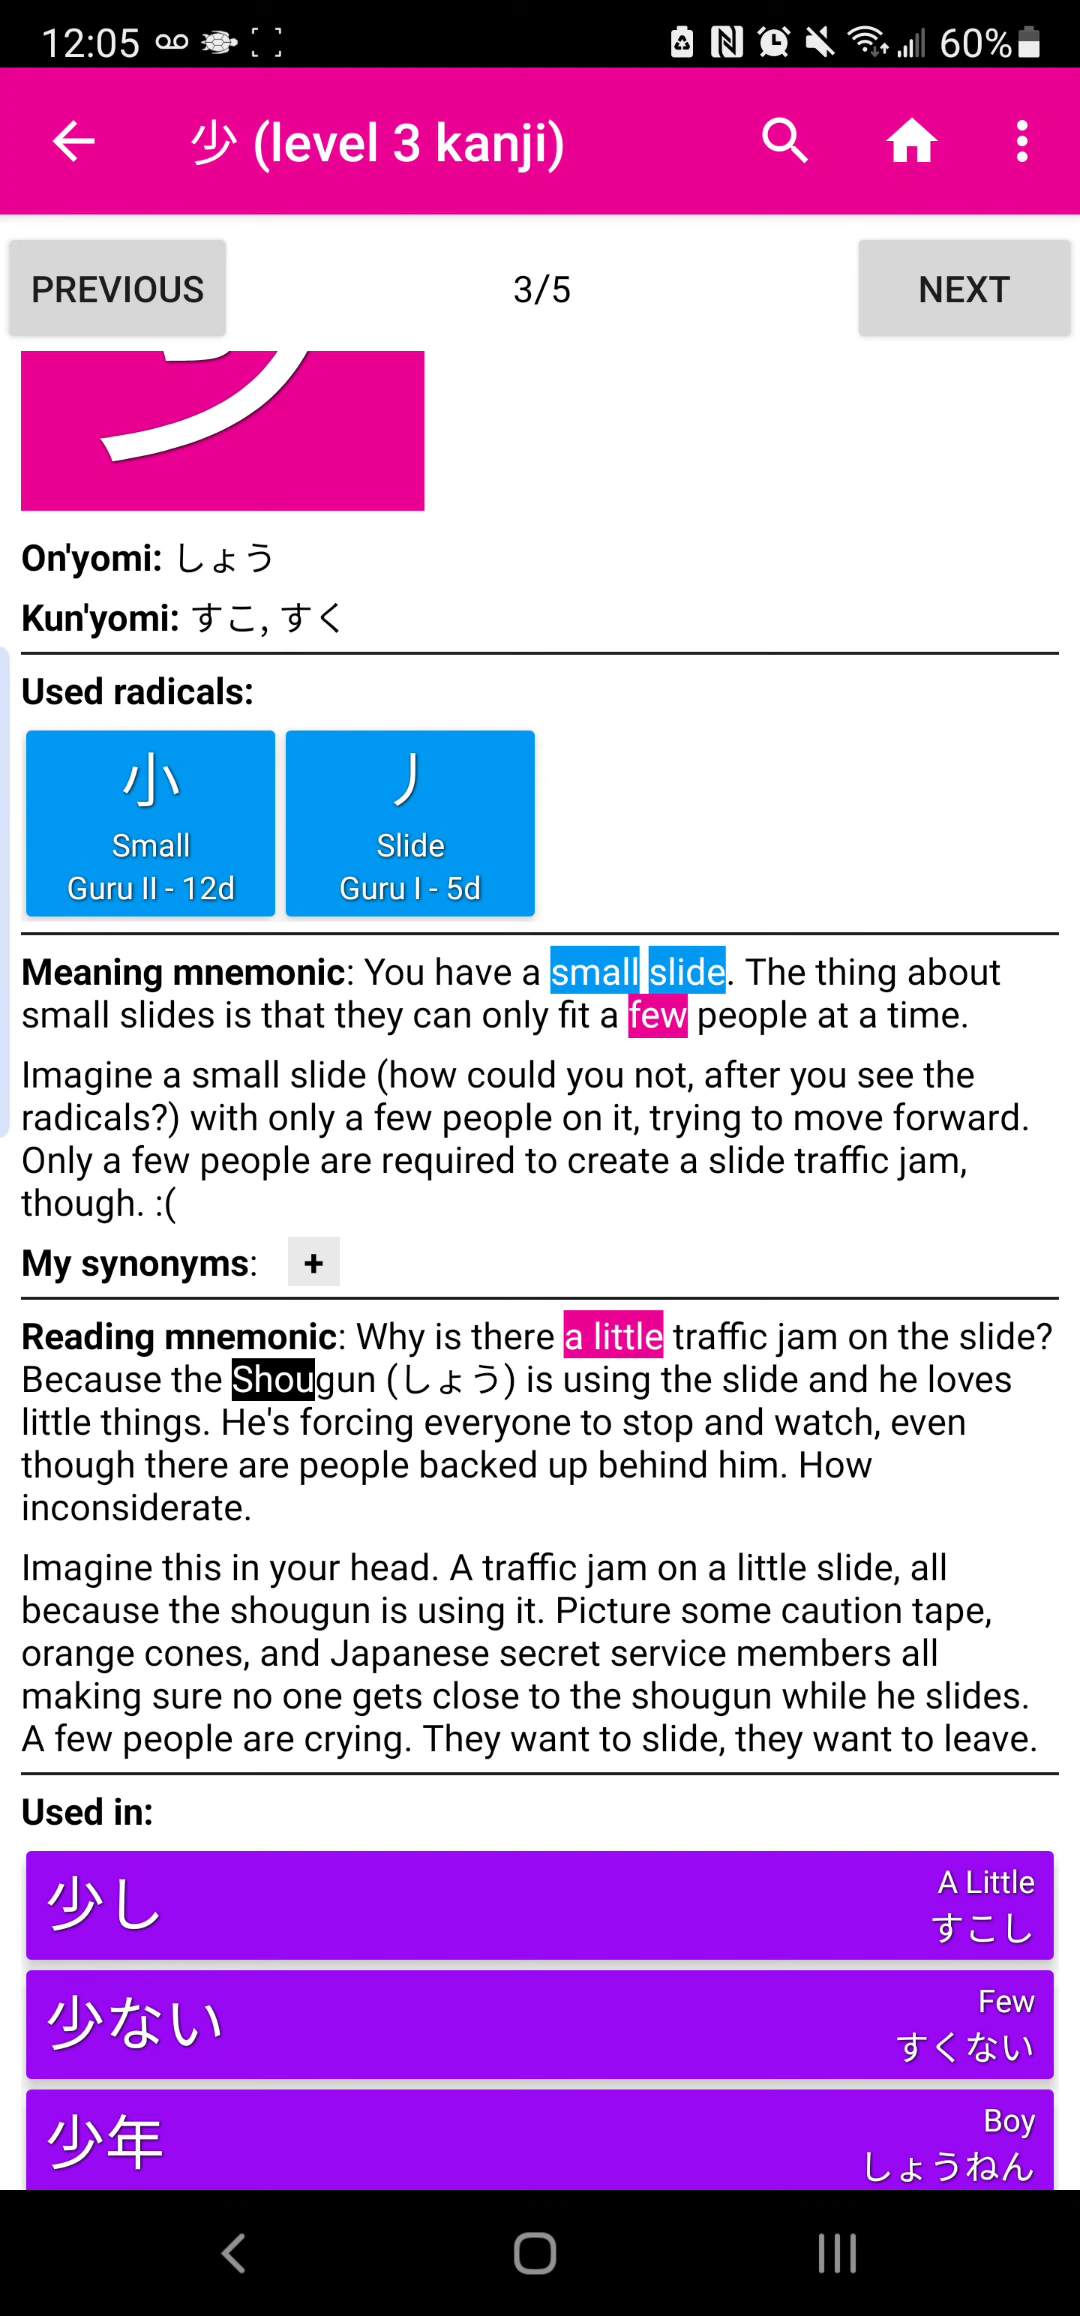 12:05 60%
少 (level 3 kanji)
PREVIOUS 3/5 NEXT
On'yomi: しょう
Kun'yomi: すこ, すく
Used radicals:
小 丿
Small Slide
Guru II - 12d Guru I - 5d
Meaning mnemonic: You have a small slide. The thing about
small slides is that they can only fit a few people at a time.
Imagine a small slide (how could you not, after you see the
radicals?) with only a few people on it, trying to move forward.
Only a few people are required to create a slide traffic jam,
though. :(
My synonyms: +
Reading mnemonic: Why is there a little traffic jam on the slide?
Because the Shougun (しょう) is using the slide and he loves
little things. He's forcing everyone to stop and watch, even
though there are people backed up behind him. How
inconsiderate.
Imagine this in your head. A traffic jam on a little slide, all
because the shougun is using it. Picture some caution tape,
orange cones, and Japanese secret service members all
making sure no one gets close to the shougun while he slides.
A few people are crying. They want to slide, they want to leave.
Used in:
少し A Little
すこし
少ない Few
すくない
少年 Boy
しょうねん